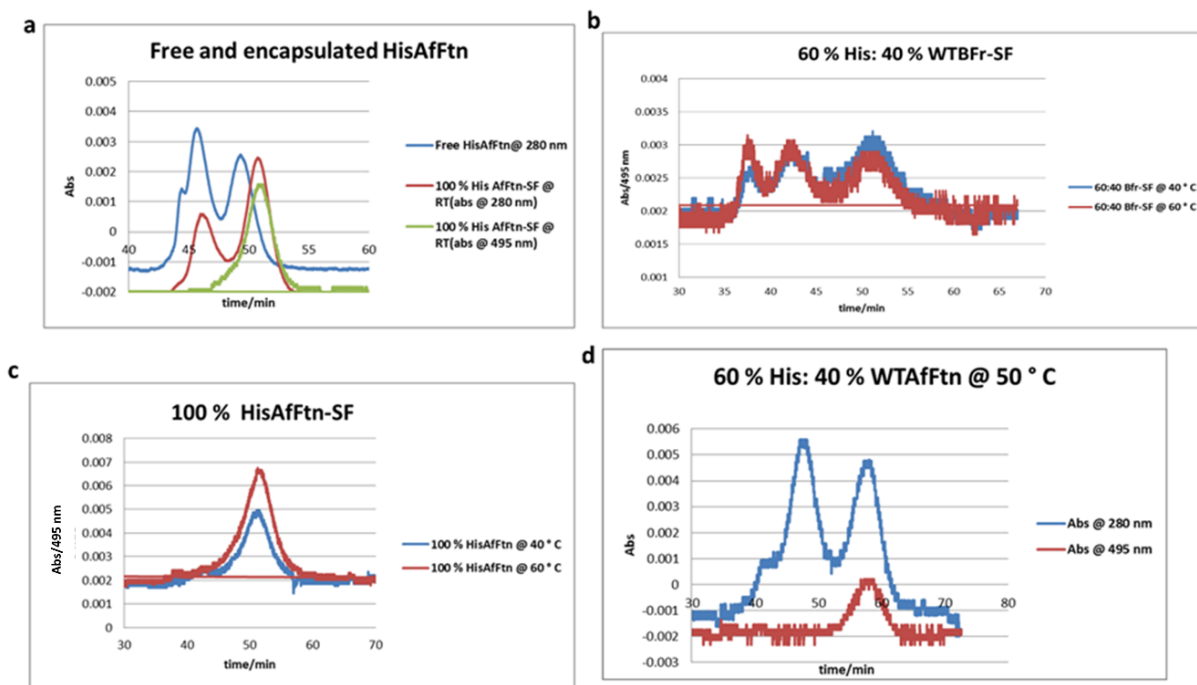 a
Free and encapsulated HisAfFtn
0.005
0.004
0.003
0.002
0.001
0
-0.001
-0.002
Abs
40 45 50 55 60
time/min
Free HisAfFtn@ 280 nm
100 % His AfFtn-SF @
RT(abs @ 280 nm)
100 % His AfFtn-SF @
RT(abs @ 495 nm)
b
60 % His: 40 % WTBFr-SF
0.004
0.0035
0.003
0.0025
0.002
0.0015
0.001
Abs/495 nm
30 35 40 45 50 55 60 65 70
time/min
60:40 Bfr-SF @ 40 ° C
60:40 Bfr-SF @ 60 ° C
c
100 % HisAfFtn-SF
0.008
0.007
0.006
0.005
0.004
0.003
0.002
0.001
0
Abs/495 nm
30 40 50 60 70
time/min
100 % HisAfFtn @ 40 ° C
100 % HisAfFtn @ 60 ° C
d
60 % His: 40 % WTAfFtn @ 50 ° C
0.006
0.005
0.004
0.003
0.002
0.001
0
-0.001
-0.002
-0.003
Abs
30 40 50 60 70 80
time/min
Abs @ 280 nm
Abs @ 495 nm